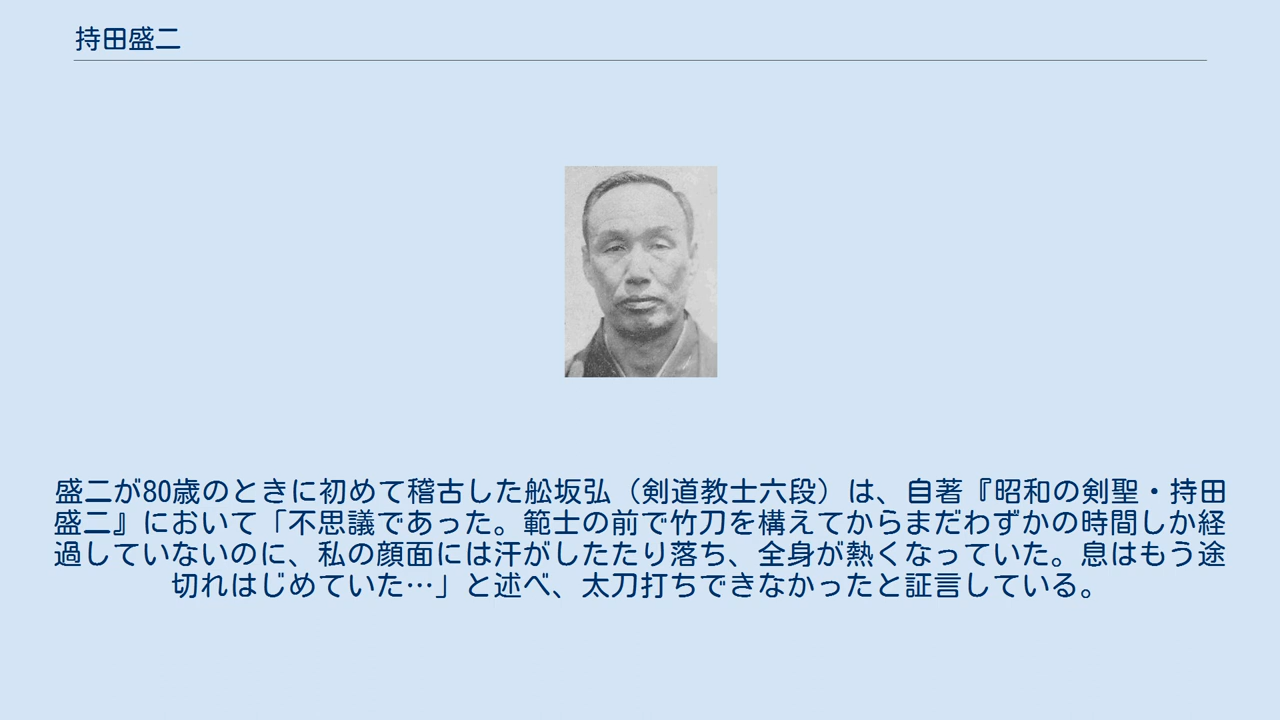 持田盛二
盛二が80歳のときに初めて稽古した舩坂弘（剣道教士六段）は、自著『昭和の剣聖・持田
盛二』において「不思議であった。範士の前で竹刀を構えてからまだわずかの時間しか経
過していないのに、私の顔面には汗がしたたり落ち、全身が熱くなっていた。息はもう途
切れはじめていた…」と述べ、太刀打ちできなかったと証言している。